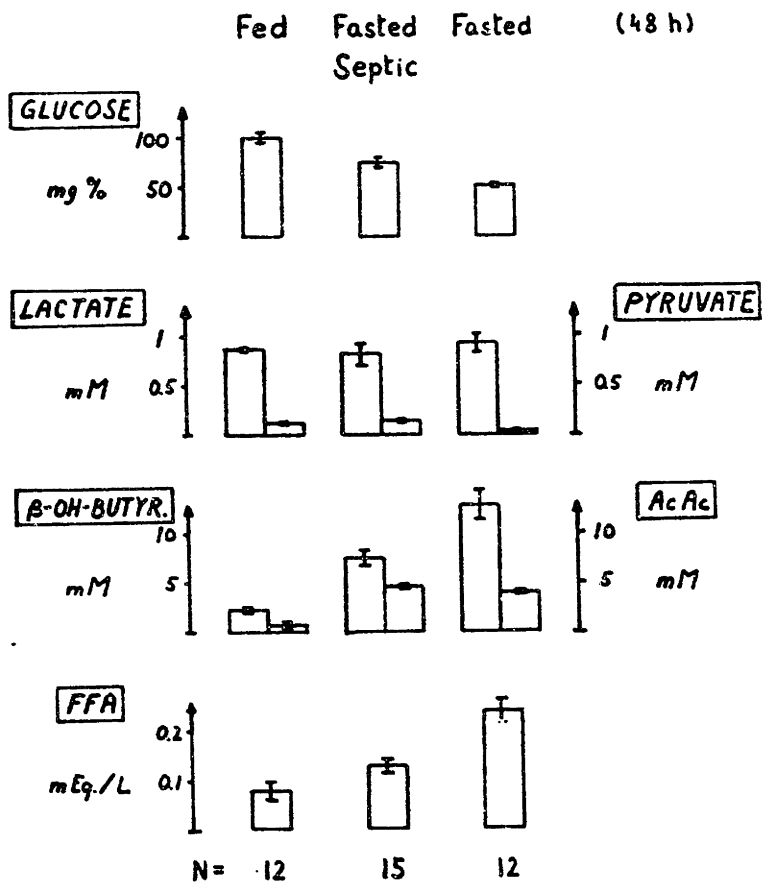 Fed Fasted Fasted (48 h)
Septic
GLUCOSE
100
mg % 50
LACTATE PYRUVATE
1 1
mM 0.5 0.5 mM
β-OH-BUTYR. AcAc
10 10
mM 5 5 mM
FFA
0.2
mEq./L 0.1
N= 12 15 12